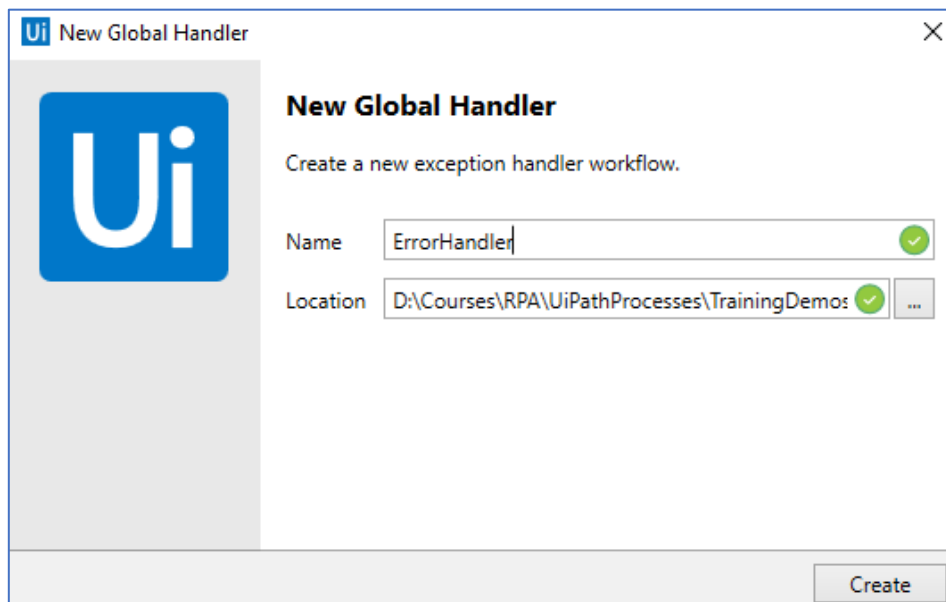 Ui New Global Handler
Ui
New Global Handler
Create a new exception handler workflow.
Name ErrorHandler
Location D:\Courses\RPA\UiPathProcesses\TrainingDemos ...
Create